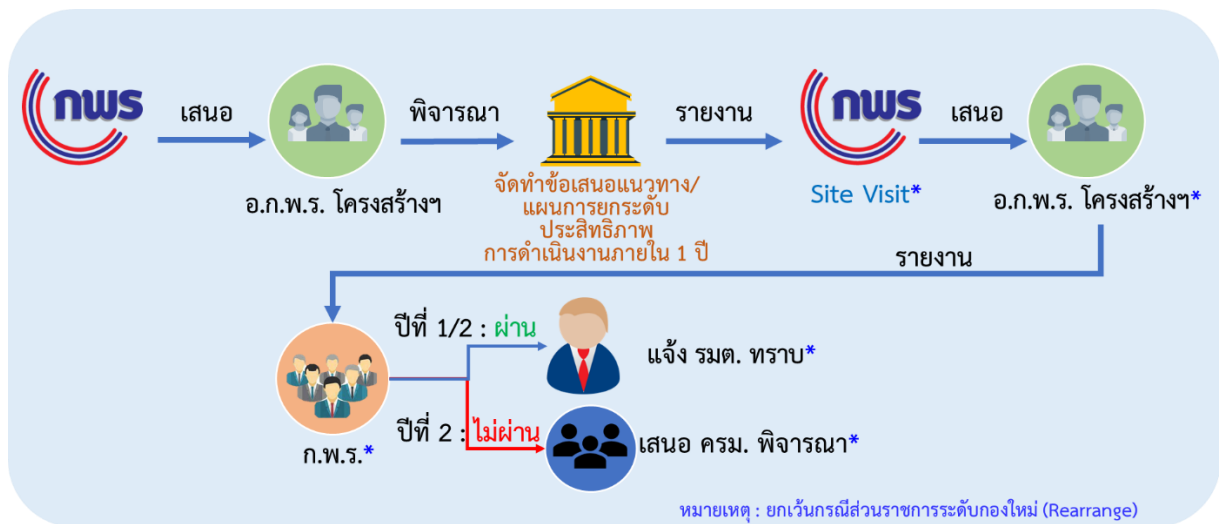 กพร
เสนอ
อ.ก.พ.ร. โครงสร้างฯ
พิจารณา
จัดทำข้อเสนอแนวทาง/
แผนการยกระดับ
ประสิทธิภาพ
การดำเนินงานภายใน 1 ปี
รายงาน
กพร
Site Visit*
เสนอ
อ.ก.พ.ร. โครงสร้างฯ*
รายงาน
ก.พ.ร.*
ปีที่ 1/2 : ผ่าน
แจ้ง รมต. ทราบ*
ปีที่ 2 : ไม่ผ่าน
เสนอ ครม. พิจารณา*
หมายเหตุ : ยกเว้นกรณีส่วนราชการระดับกองใหม่ (Rearrange)